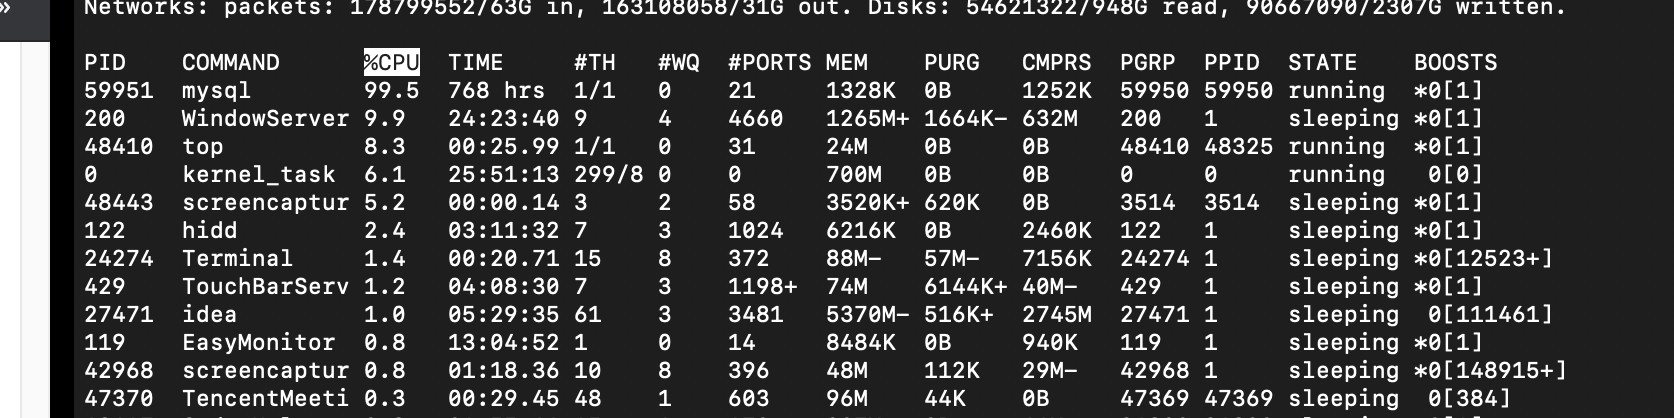 »
Networks: packets: 178799552/63G in, 163108058/31G out. Disks: 54621322/948G read, 90667090/2307G written.
PID COMMAND %CPU TIME #TH #WQ #PORTS MEM PURG CMPRS PGRP PPID STATE BOOSTS
59951 mysql 99.5 768 hrs 1/1 0 21 1328K 0B 1252K 59950 59950 running *0[1]
200 WindowServer 9.9 24:23:40 9 4 4660 1265M+ 1664K- 632M 200 1 sleeping *0[1]
48410 top 8.3 00:25.99 1/1 0 31 24M 0B 0B 48410 48325 running *0[1]
0 kernel_task 6.1 25:51:13 299/8 0 0 700M 0B 0B 0 0 running 0[0]
48443 screencaptur 5.2 00:00.14 3 2 58 3520K+ 620K 0B 3514 3514 sleeping *0[1]
122 hidd 2.4 03:11:32 7 3 1024 6216K 0B 2460K 122 1 sleeping *0[1]
24274 Terminal 1.4 00:20.71 15 8 372 88M- 57M- 7156K 24274 1 sleeping *0[12523+]
429 TouchBarServ 1.2 04:08:30 7 3 1198+ 74M 6144K+ 40M- 429 1 sleeping *0[1]
27471 idea 1.0 05:29:35 61 3 3481 5370M- 516K+ 2745M 27471 1 sleeping 0[111461]
119 EasyMonitor 0.8 13:04:52 1 0 14 8484K 0B 940K 119 1 sleeping *0[1]
42968 screencaptur 0.8 01:18.36 10 8 396 48M 112K 29M- 42968 1 sleeping *0[148915+]
47370 TencentMeeti 0.3 00:29.45 48 1 603 96M 44K 0B 47369 47369 sleeping 0[384]